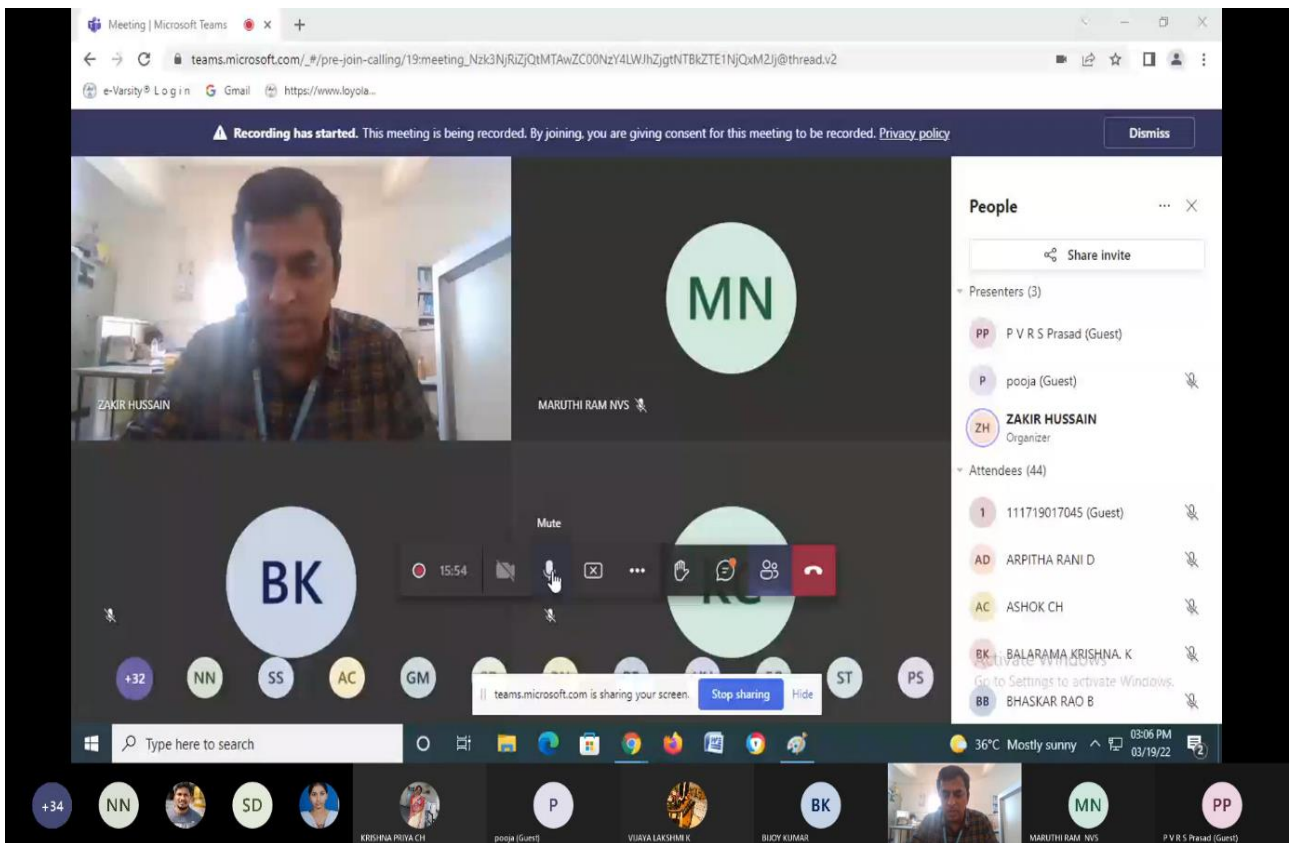 Meeting | Microsoft Teams
teams.microsoft.com/_#/pre-join-calling/19:meeting_Nzk3NjRiZjQtMTAwZC00NzY4LWJhZjgtNTBkZTE1NjQxM2Jj@thread.v2
e-Varsity® Login Gmail https://www.loyola...
Recording has started. This meeting is being recorded. By joining, you are giving consent for this meeting to be recorded. Privacy policy
Dismiss
People
Share invite
Presenters (3)
MN
PP P V R S Prasad (Guest)
P pooja (Guest)
ZAKIR HUSSAIN
MARUTHI RAM NVS
ZH ZAKIR HUSSAIN
Organizer
Attendees (44)
1 111719017045 (Guest)
Mute
BK
15:54
AD ARPITHA RANI D
AC ASHOK CH
BK BALARAMA KRISHNA. K
Activate Windows
Go to Settings to activate Windows.
+32 NN SS AC GM ST PS
teams.microsoft.com is sharing your screen. Stop sharing Hide
BB BHASKAR RAO B
Type here to search
36°C Mostly sunny
03:06 PM
03/19/22
2
+34 NN SD P BK MN PP
KRISHNA PRIYA CH pooja (Guest) VIJAYA LAKSHMI K BIJOY KUMAR MARUTHI RAM NVS P V R S Prasad (Guest)